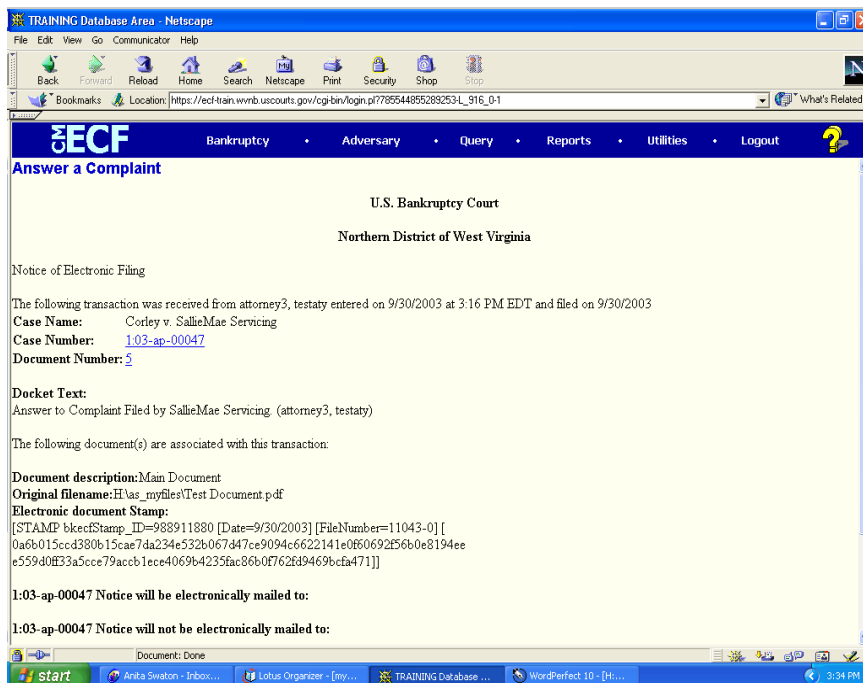 TRAINING Database Area - Netscape
File Edit View Go Communicator Help
Back Forward Reload Home Search Netscape Print Security Shop Stop
Bookmarks Location: https://ecf-train.wvnb.uscourts.gov/cgi-bin/login.pl?785544855289253-L_916_0-1 What's Related
CM ECF Bankruptcy • Adversary • Query • Reports • Utilities • Logout ?
Answer a Complaint
U.S. Bankruptcy Court
Northern District of West Virginia
Notice of Electronic Filing
The following transaction was received from attorney3, testaty entered on 9/30/2003 at 3:16 PM EDT and filed on 9/30/2003
Case Name: Corley v. SallieMae Servicing
Case Number: 1:03-ap-00047
Document Number: 5
Docket Text:
Answer to Complaint Filed by SallieMae Servicing. (attorney3, testaty)
The following document(s) are associated with this transaction:
Document description:Main Document
Original filename:H:\as_myfiles\Test Document.pdf
Electronic document Stamp:
[STAMP bkecfStamp_ID=988911880 [Date=9/30/2003] [FileNumber=11043-0] [
0a6b015ccd380b15cae7da234e532b067d47ce9094c6622141e0f60692f56b0e8194ee
e559d0ff33a5cce79accb1ece4069b4235fac86b0f762fd9469bcfa471]]
1:03-ap-00047 Notice will be electronically mailed to:
1:03-ap-00047 Notice will not be electronically mailed to:
Document: Done
start Anita Swaton - Inbox... Lotus Organizer - [my... TRAINING Database ... WordPerfect 10 - [H:... 3:34 PM